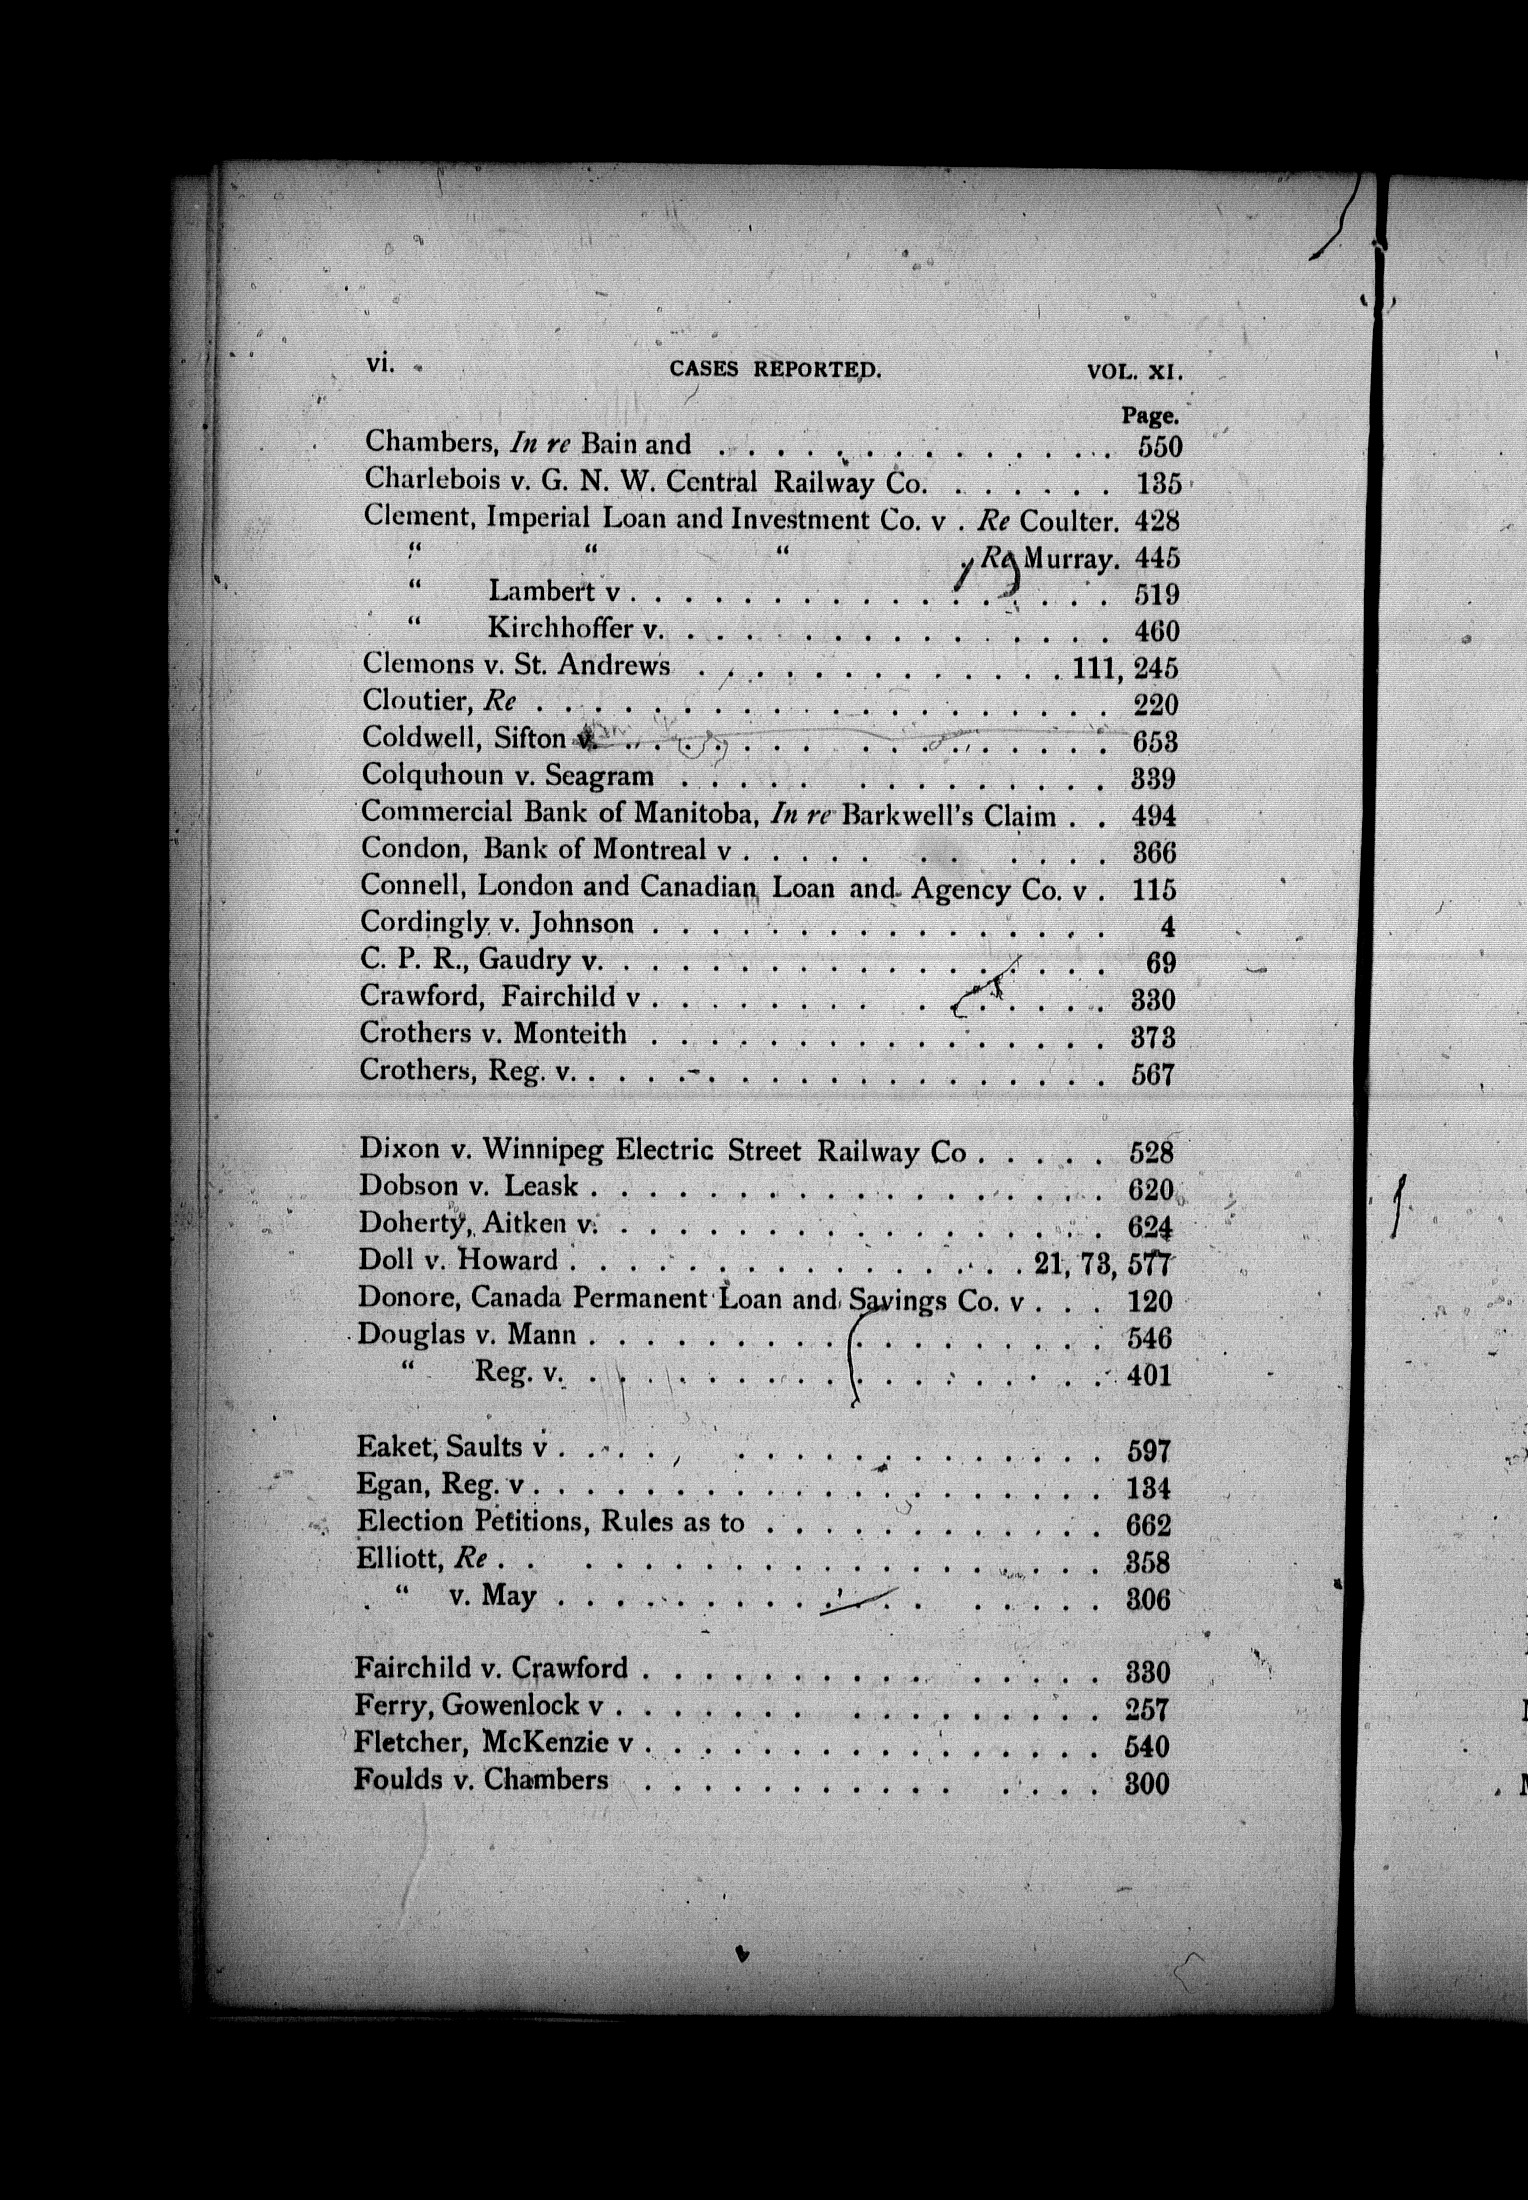 vi. CASES REPORTED. VOL. XI.
Page.
Chambers, In re Bain and . . . . . . . . . . . . . . 550
Charlebois v. G. N. W. Central Railway Co. . . . . . . 135
Clement, Imperial Loan and Investment Co. v . Re Coulter. 428
“ “ “ , Re Murray. 445
“ Lambert v . . . . . . . . . . . . . . . . . 519
“ Kirchhoffer v. . . . . . . . . . . . . . . . 460
Clemons v. St. Andrews . . . . . . . . . . . . . 111, 245
Cloutier, Re . . . . . . . . . . . . . . . . . . . . 220
Coldwell, Sifton v. . . . . . . . . . . . . . . . . . 653
Colquhoun v. Seagram . . . . . . . . . . . . . . 339
Commercial Bank of Manitoba, In re Barkwell's Claim . . 494
Condon, Bank of Montreal v . . . . . . . . . . . 366
Connell, London and Canadian Loan and Agency Co. v . 115
Cordingly v. Johnson . . . . . . . . . . . . . . . . 4
C. P. R., Gaudry v. . . . . . . . . . . . . . . . . . 69
Crawford, Fairchild v . . . . . . . . . . . . . . . 330
Crothers v. Monteith . . . . . . . . . . . . . . . . 373
Crothers, Reg. v. . . . . . . . . . . . . . . . . . . 567
Dixon v. Winnipeg Electric Street Railway Co . . . . . 528
Dobson v. Leask . . . . . . . . . . . . . . . . . . 620
Doherty, Aitken v. . . . . . . . . . . . . . . . . . 624
Doll v. Howard . . . . . . . . . . . . . . . . 21, 73, 577
Donore, Canada Permanent Loan and Savings Co. v . . . 120
Douglas v. Mann . . . . . . . . . . . . . . . . . . 546
“ Reg. v. . . . . . . . . . . . . . . . . . . . 401
Eaket, Saults v . . . . . . . . . . . . . . . . . . 597
Egan, Reg. v . . . . . . . . . . . . . . . . . . . . 134
Election Petitions, Rules as to . . . . . . . . . . . . 662
Elliott, Re . . . . . . . . . . . . . . . . . . . . 358
“ v. May . . . . . . . . . . . . . . . . . . 306
Fairchild v. Crawford . . . . . . . . . . . . . . . . 330
Ferry, Gowenlock v . . . . . . . . . . . . . . . . . 257
Fletcher, McKenzie v . . . . . . . . . . . . . . . . 540
Foulds v. Chambers . . . . . . . . . . . . . . . 300